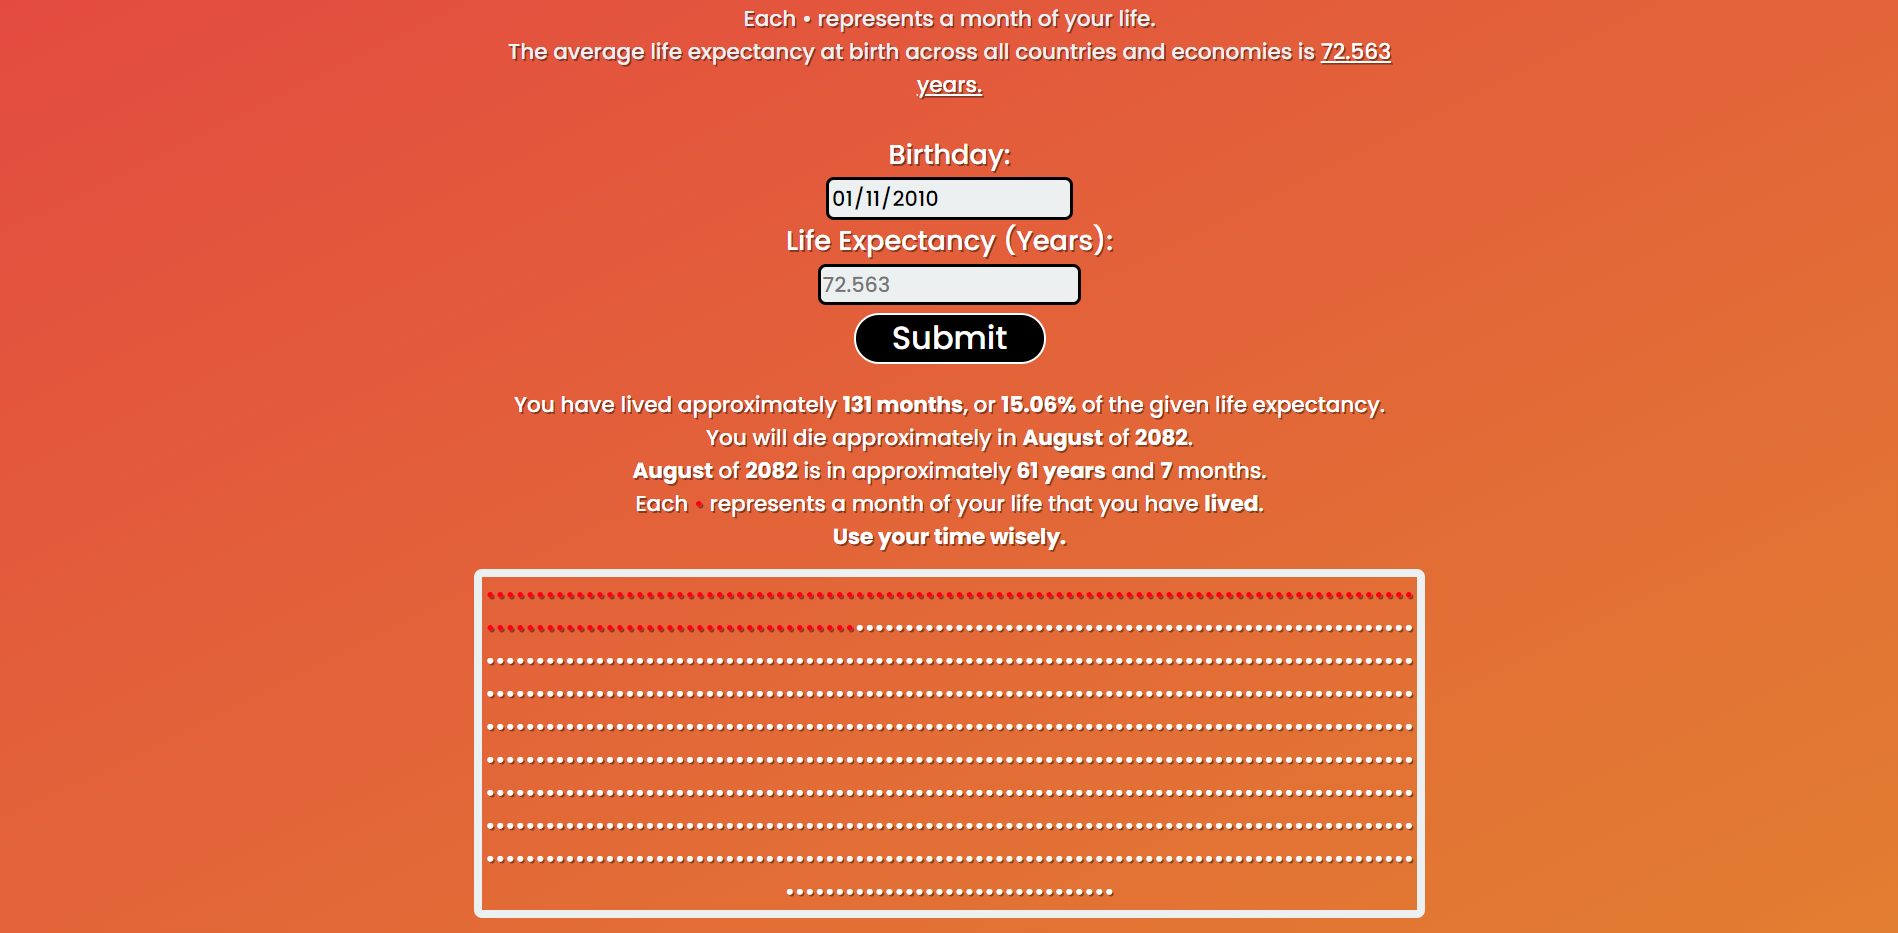 Each • represents a month of your life.
The average life expectancy at birth across all countries and economies is 72.563
years.
Birthday:
01/11/2010
Life Expectancy (Years):
72.563
Submit
You have lived approximately 131 months, or 15.06% of the given life expectancy.
You will die approximately in August of 2082.
August of 2082 is in approximately 61 years and 7 months.
Each • represents a month of your life that you have lived.
Use your time wisely.